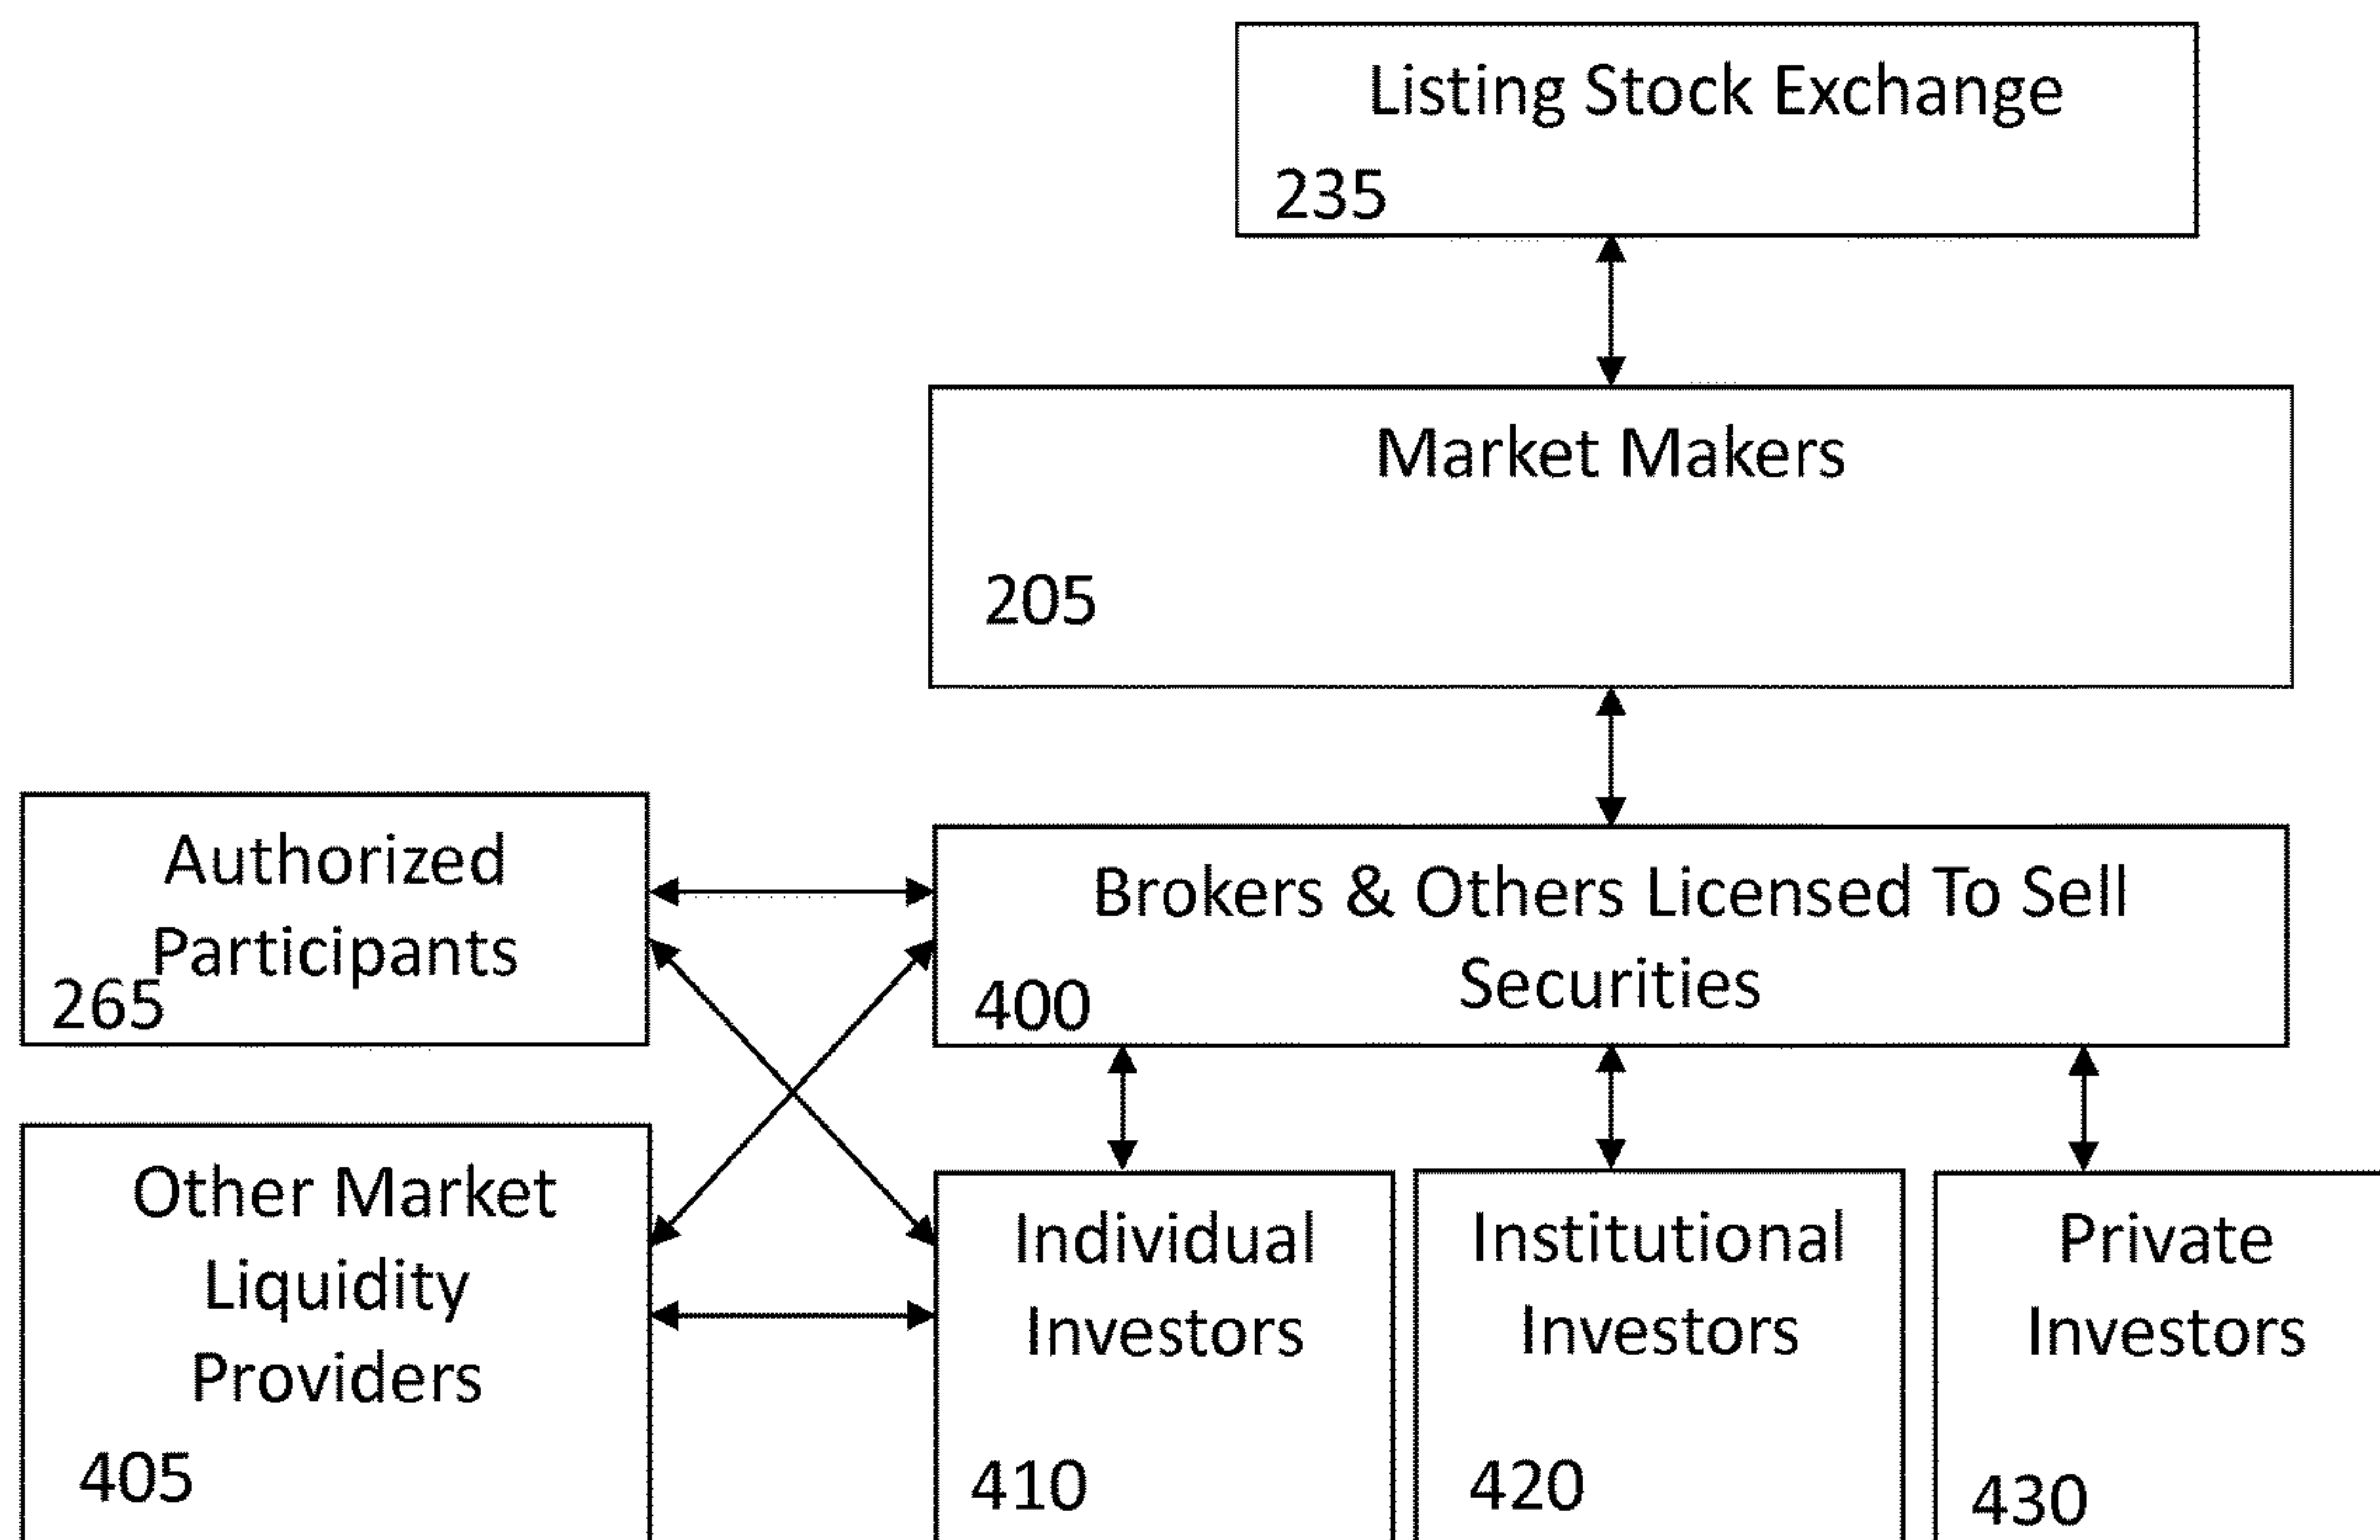 Listing Stock Exchange
235
Market Makers
205
Authorized
Participants
265
Brokers & Others Licensed To Sell
Securities
400
Other Market
Liquidity
Providers
405
Individual
Investors
410
Institutional
Investors
420
Private
Investors
430